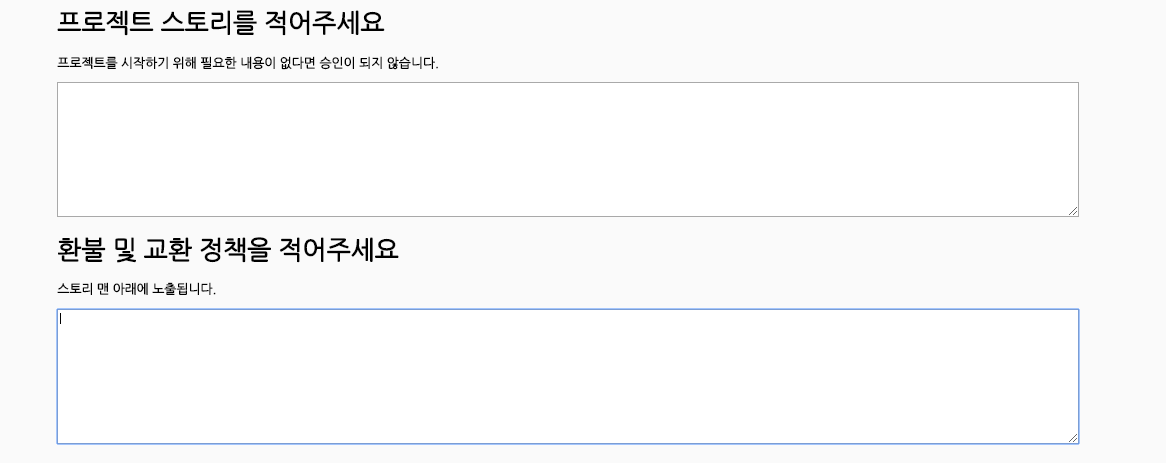 프로젝트 스토리를 적어주세요
프로젝트를 시작하기 위해 필요한 내용이 없다면 승인이 되지 않습니다.
환불 및 교환 정책을 적어주세요
스토리 맨 아래에 노출됩니다.